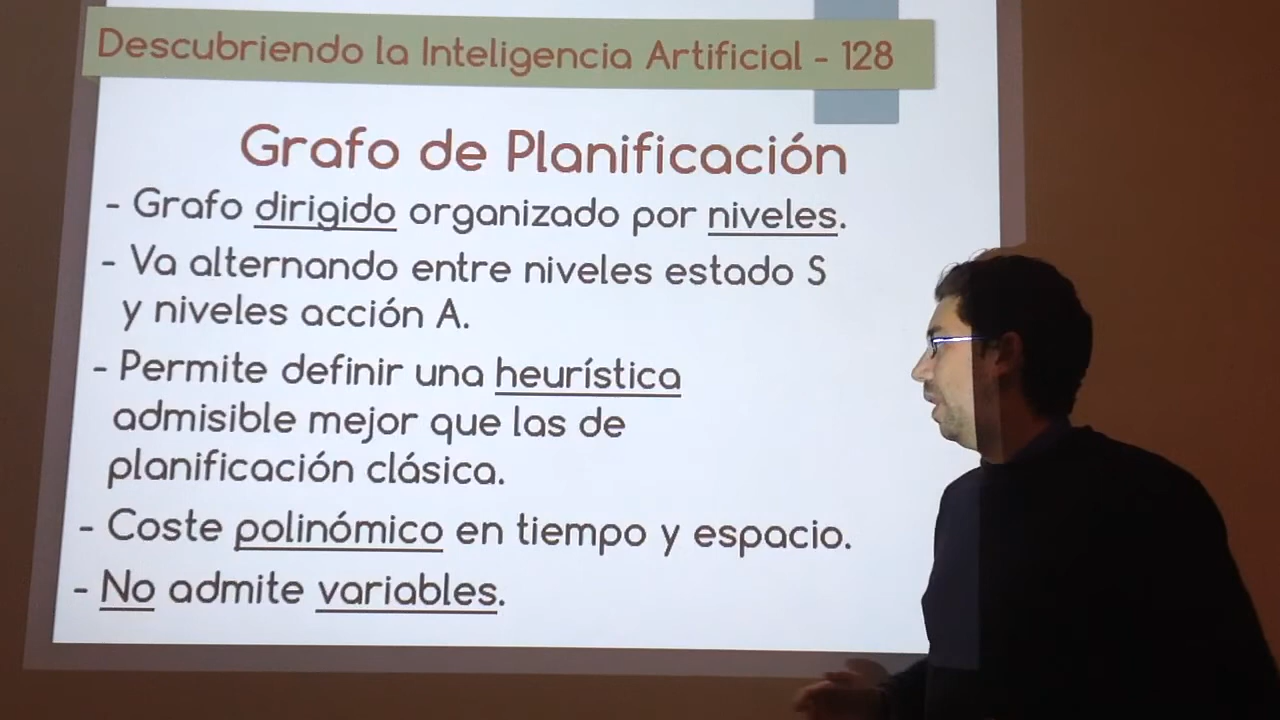 Descubriendo la Inteligencia Artificial - 128
Grafo de Planificación
- Grafo dirigido organizado por niveles.
- Va alternando entre niveles estado S
y niveles acción A.
- Permite definir una heurística
admisible mejor que las de
planificación clásica.
- Coste polinómico en tiempo y espacio.
- No admite variables.